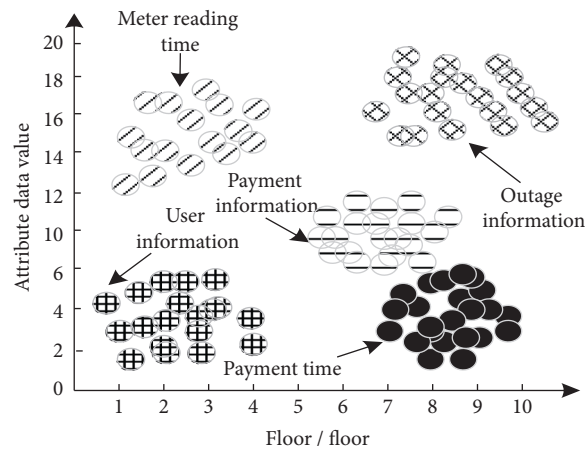 Meter reading
time
20
18
16
14
12
10
8
6
4
2
0
Attribute data value
User
information
Payment
information
Outage
information
Payment time
1 2 3 4 5 6 7 8 9 10
Floor / floor